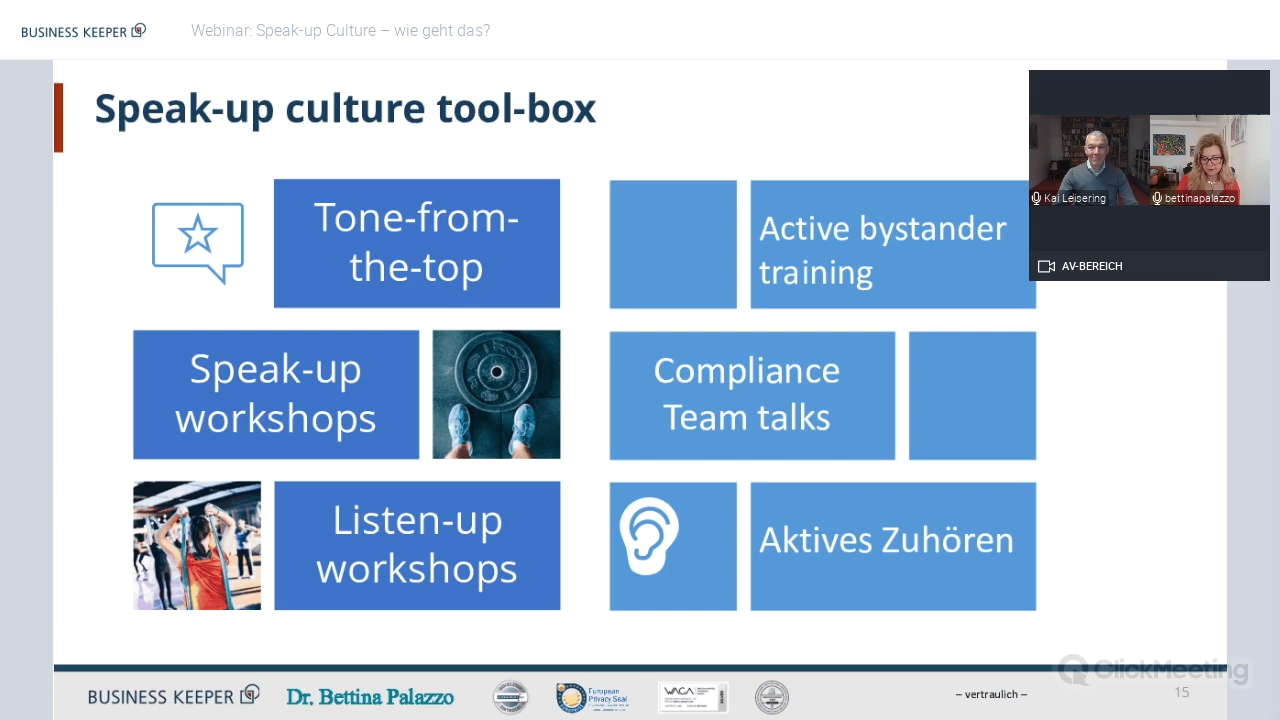 BUSINESS KEEPER
Webinar: Speak-up Culture – wie geht das?
Speak-up culture tool-box
Tone-from-
the-top
Active bystander
training
Kai Leisering
bettinapalazzo
AV-BEREICH
Speak-up
workshops
Compliance
Team talks
Listen-up
workshops
Aktives Zuhören
ClickMeeting
BUSINESS KEEPER
Dr. Bettina Palazzo
European
Privacy Seal
WACA
– vertraulich –
15